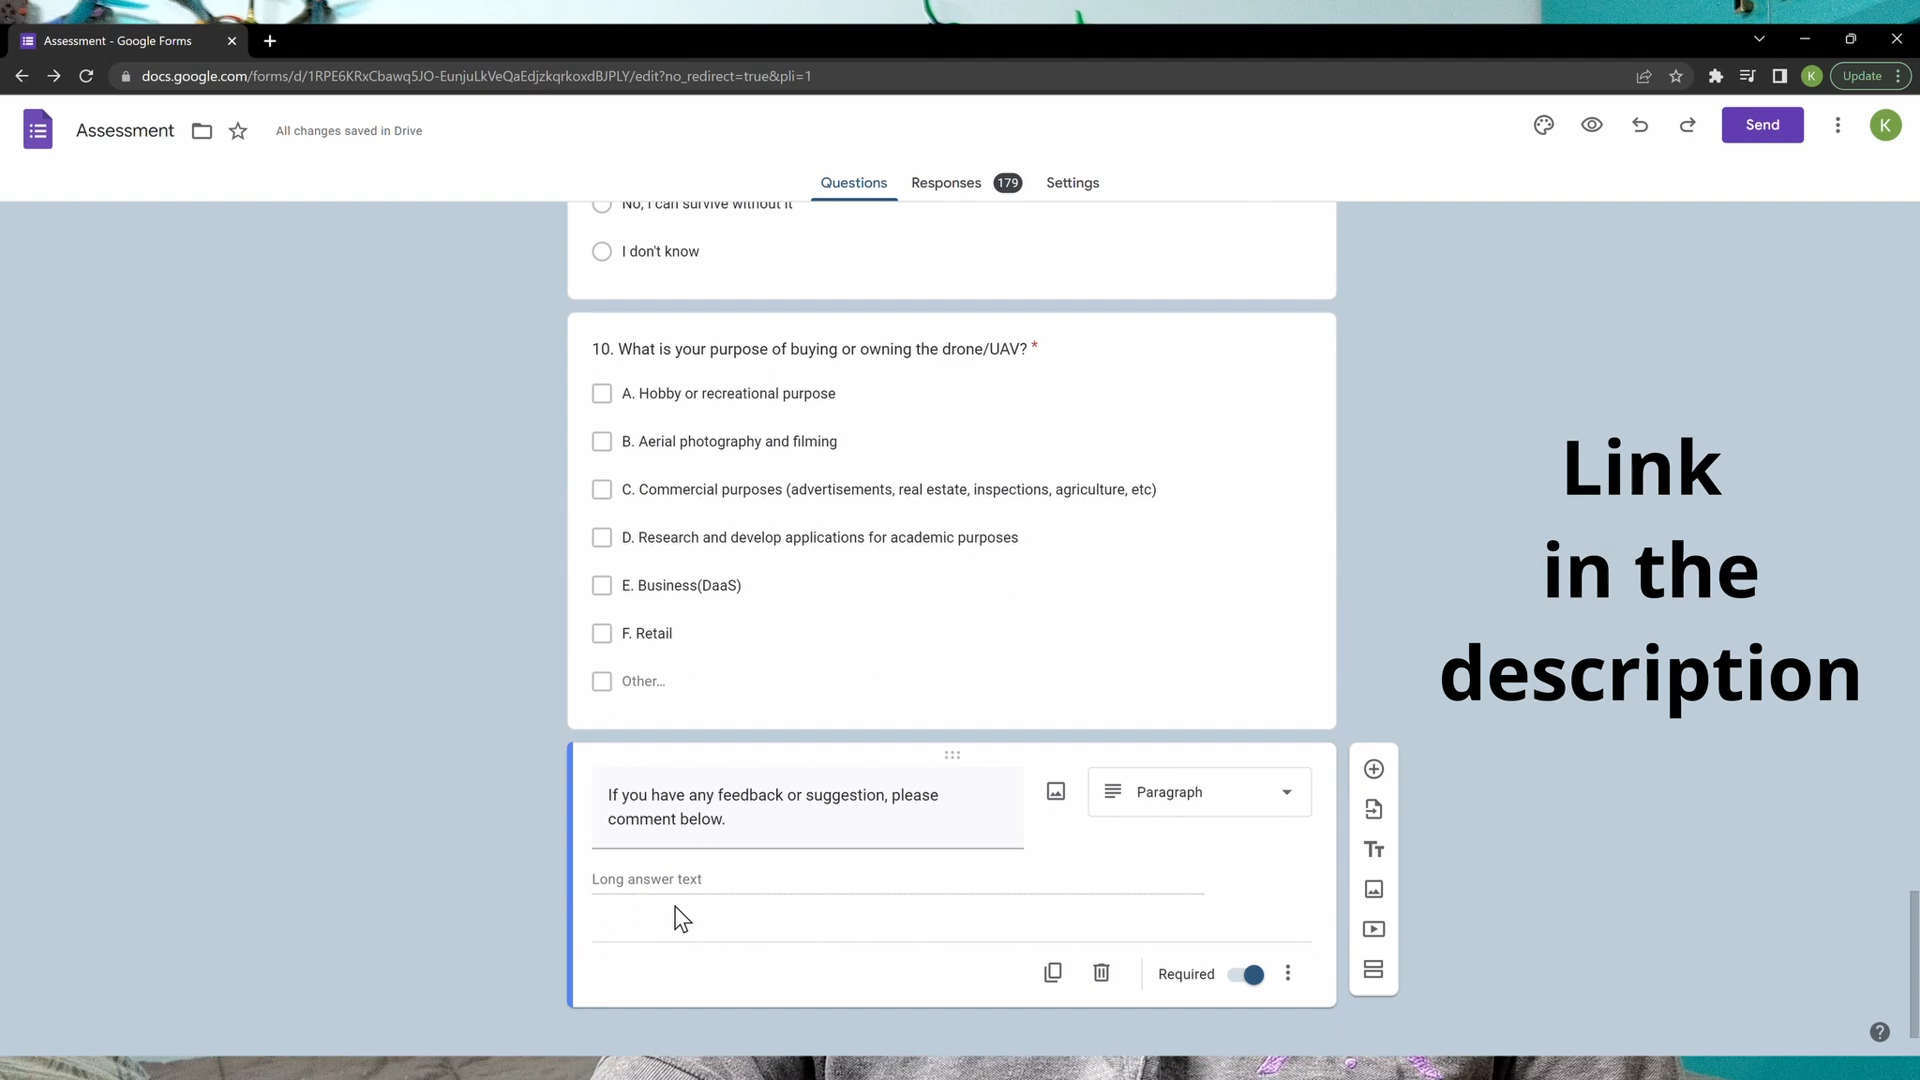 Assessment - Google Forms
docs.google.com/forms/d/1RPE6KRxCbawq5JO-EunjuLkVeQaEdjzkqrkoxdBJPLY/edit?no_redirect=true&pli=1
K
Update
Assessment
All changes saved in Drive
Send
K
Questions
Responses 179
Settings
No, I can survive without it
I don't know
10. What is your purpose of buying or owning the drone/UAV? *
A. Hobby or recreational purpose
B. Aerial photography and filming
C. Commercial purposes (advertisements, real estate, inspections, agriculture, etc)
D. Research and develop applications for academic purposes
E. Business(DaaS)
F. Retail
Other...
Link
in the
description
If you have any feedback or suggestion, please
comment below.
Paragraph
Long answer text
Required